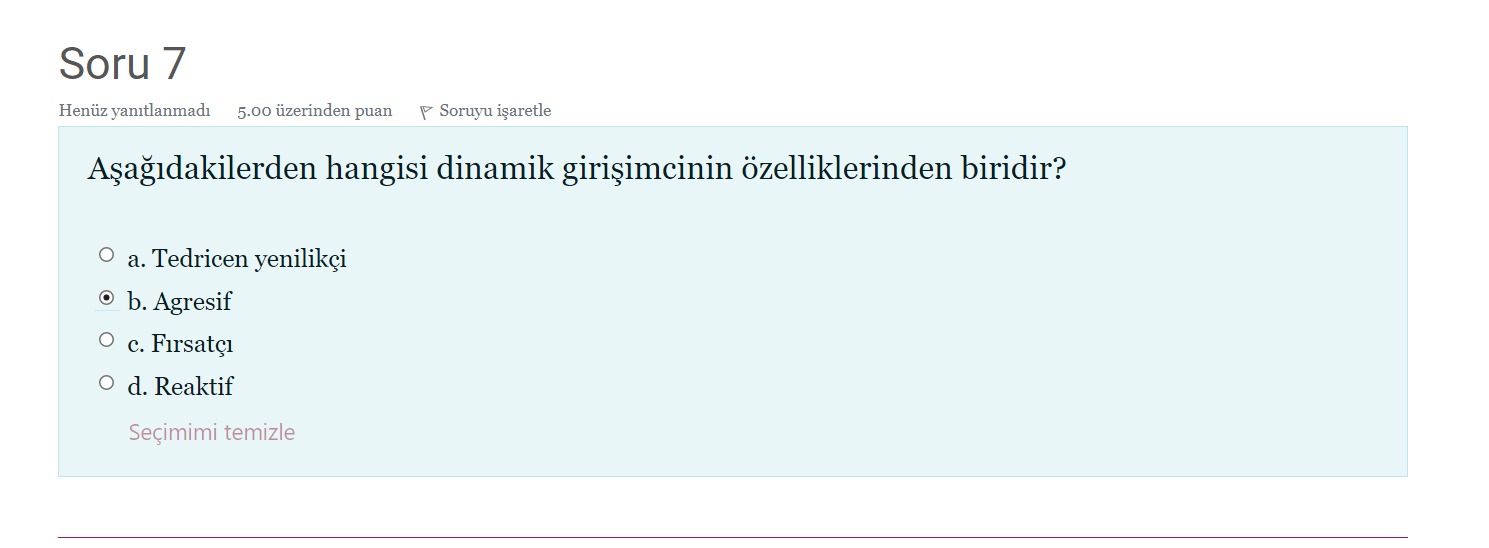 Soru 7
Henüz yanıtlanmadı 5.00 üzerinden puan Soruyu işaretle
Aşağıdakilerden hangisi dinamik girişimcinin özelliklerinden biridir?
a. Tedricen yenilikçi
b. Agresif
c. Fırsatçı
d. Reaktif
Seçimimi temizle